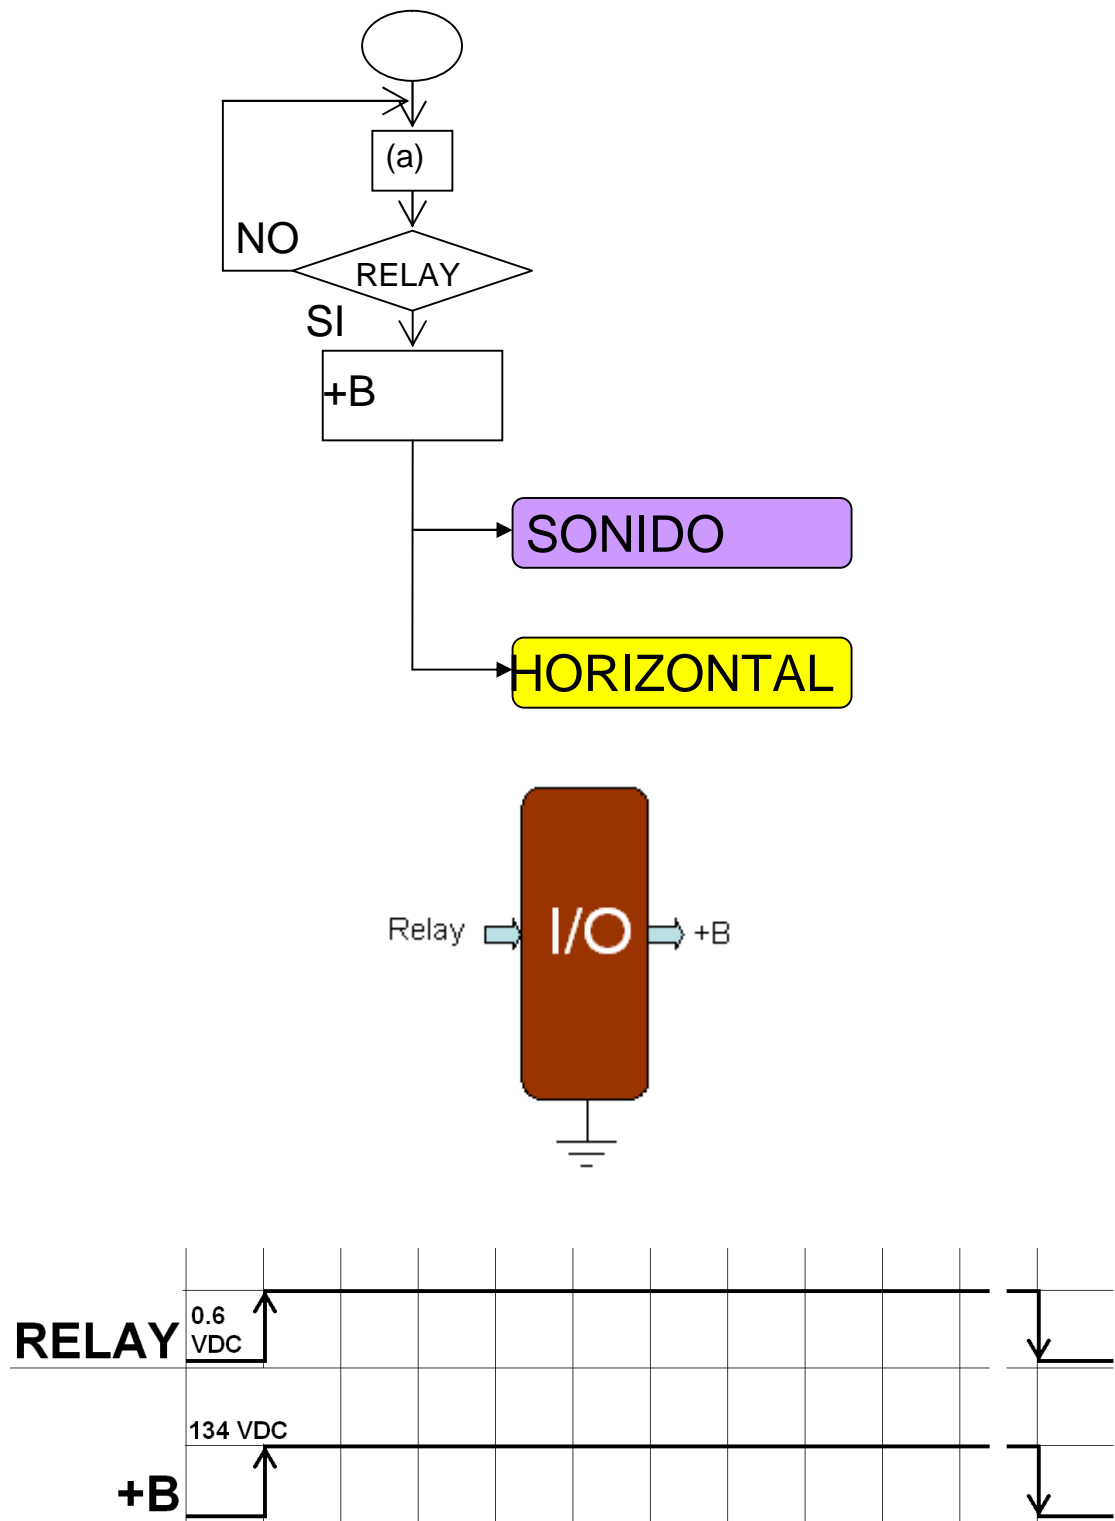 (a)
NO
RELAY
SI
+B
SONIDO
HORIZONTAL
Relay
I/O
+B
0.6
VDC
RELAY
134 VDC
+B